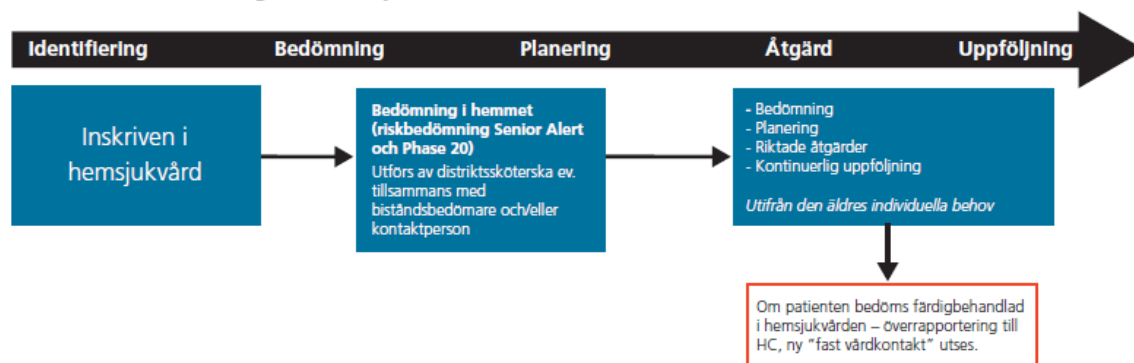 Identifiering Bedömning Planering Åtgärd Uppföljning
Inskriven i
hemsjukvård
Bedömning i hemmet
(riskbedömning Senior Alert
och Phase 20)
Utförs av distriktssköterska ev.
tillsammans med
biståndsbedömare och/eller
kontaktperson
- Bedömning
- Planering
- Riktade åtgärder
- Kontinuerlig uppföljning
Utifrån den äldres individuella behov
Om patienten bedöms färdigbehandlad
i hemsjukvården – överrapportering till
HC, ny "fast vårdkontakt" utses.